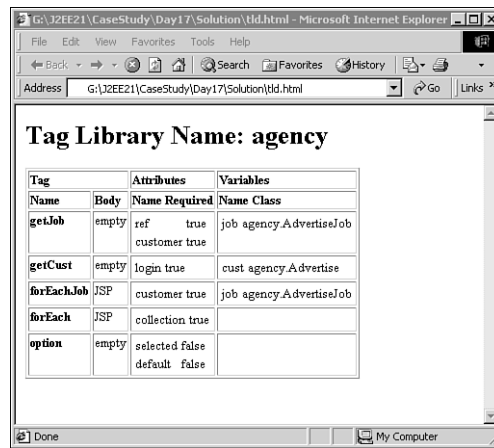 G:\J2EE21\CaseStudy\Day17\Solution\tld.html - Microsoft Internet Explorer
File Edit View Favorites Tools Help
Back Search Favorites History
Address G:\J2EE21\CaseStudy\Day17\Solution\tld.html Go Links »
Tag Library Name: agency
Tag Attributes Variables
Name Body Name Required Name Class
getJob empty ref true job agency.AdvertiseJob
customer true
getCust empty login true cust agency.Advertise
forEachJob JSP customer true job agency.AdvertiseJob
forEach JSP collection true
option empty selected false
default false
Done My Computer